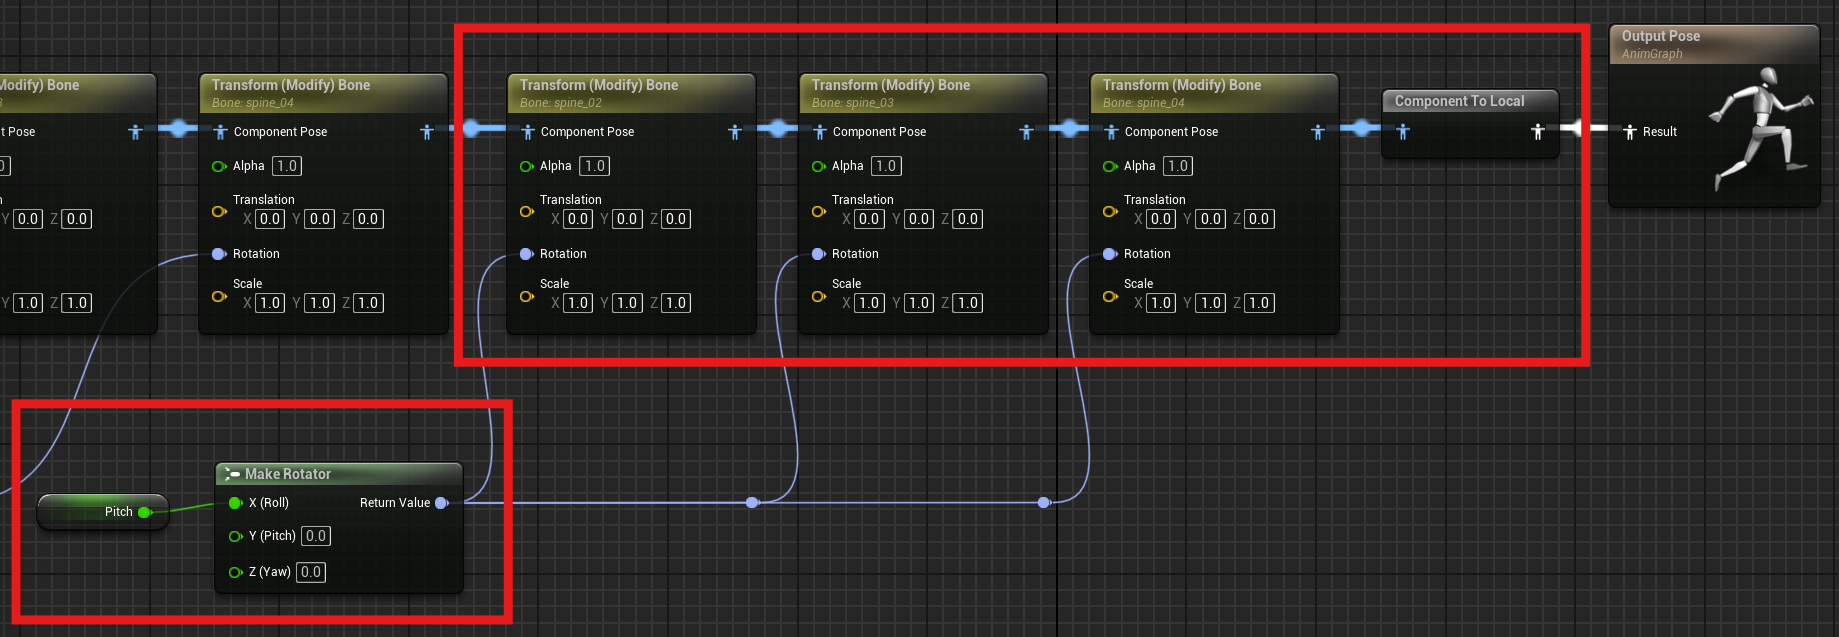 Modify) Bone
t Pose
Y 0.0 Z 0.0
Y 1.0 Z 1.0
Transform (Modify) Bone
Bone: spine_04
Component Pose
Alpha 1.0
Translation
X 0.0 Y 0.0 Z 0.0
Rotation
Scale
X 1.0 Y 1.0 Z 1.0
Transform (Modify) Bone
Bone: spine_02
Component Pose
Alpha 1.0
Translation
X 0.0 Y 0.0 Z 0.0
Rotation
Scale
X 1.0 Y 1.0 Z 1.0
Transform (Modify) Bone
Bone: spine_03
Component Pose
Alpha 1.0
Translation
X 0.0 Y 0.0 Z 0.0
Rotation
Scale
X 1.0 Y 1.0 Z 1.0
Transform (Modify) Bone
Bone: spine_04
Component Pose
Alpha 1.0
Translation
X 0.0 Y 0.0 Z 0.0
Rotation
Scale
X 1.0 Y 1.0 Z 1.0
Component To Local
Output Pose
AnimGraph
Result
Pitch
Make Rotator
X (Roll) Return Value
Y (Pitch) 0.0
Z (Yaw) 0.0